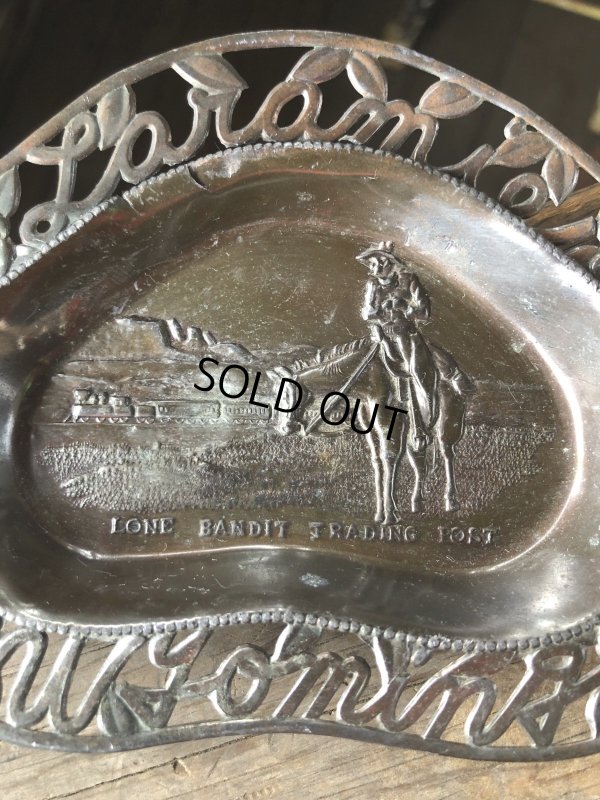 Laramie
SOLD OUT
LONE BANDIT TRADING POST
Wyoming